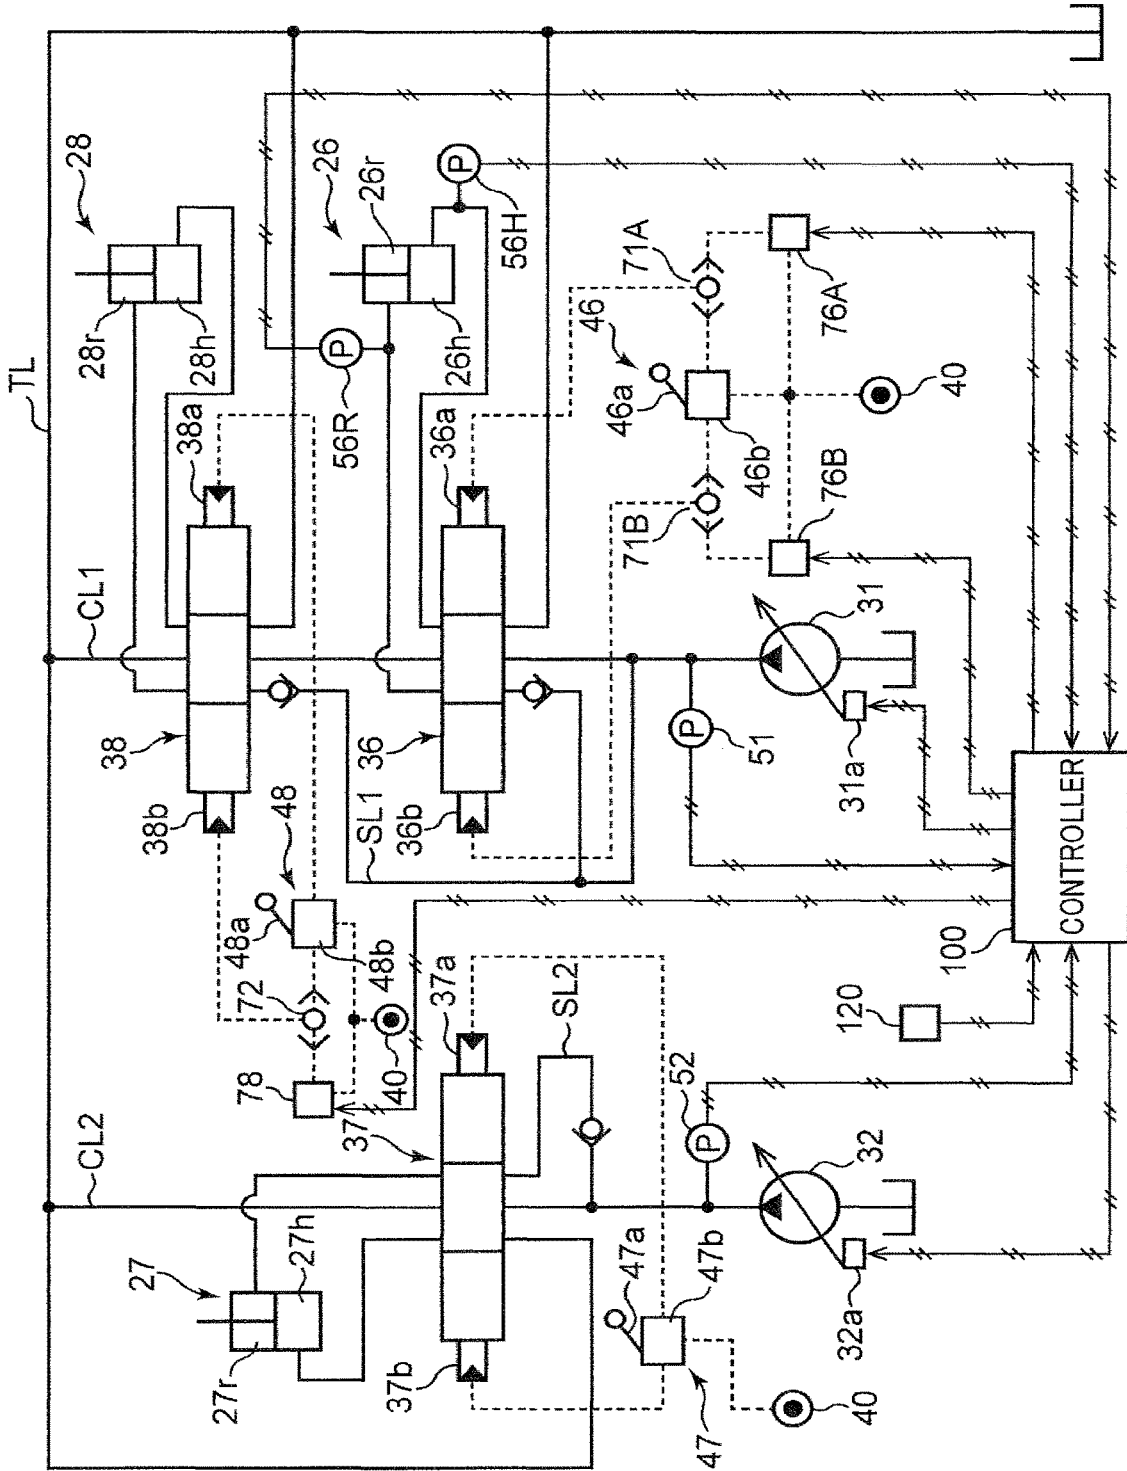 TL
28
28r
28h
26
26r
26h
56H
56R
CL1
38a
38
38b
36a
36
36b
SL1
71A
46
46a
46b
71B
76A
76B
40
31
31a
51
CL2
48
48a
48b
72
78
40
37
37a
37b
SL2
27
27h
27r
47a
47b
47
40
52
32
32a
120
100
CONTROLLER
P
P
P
P